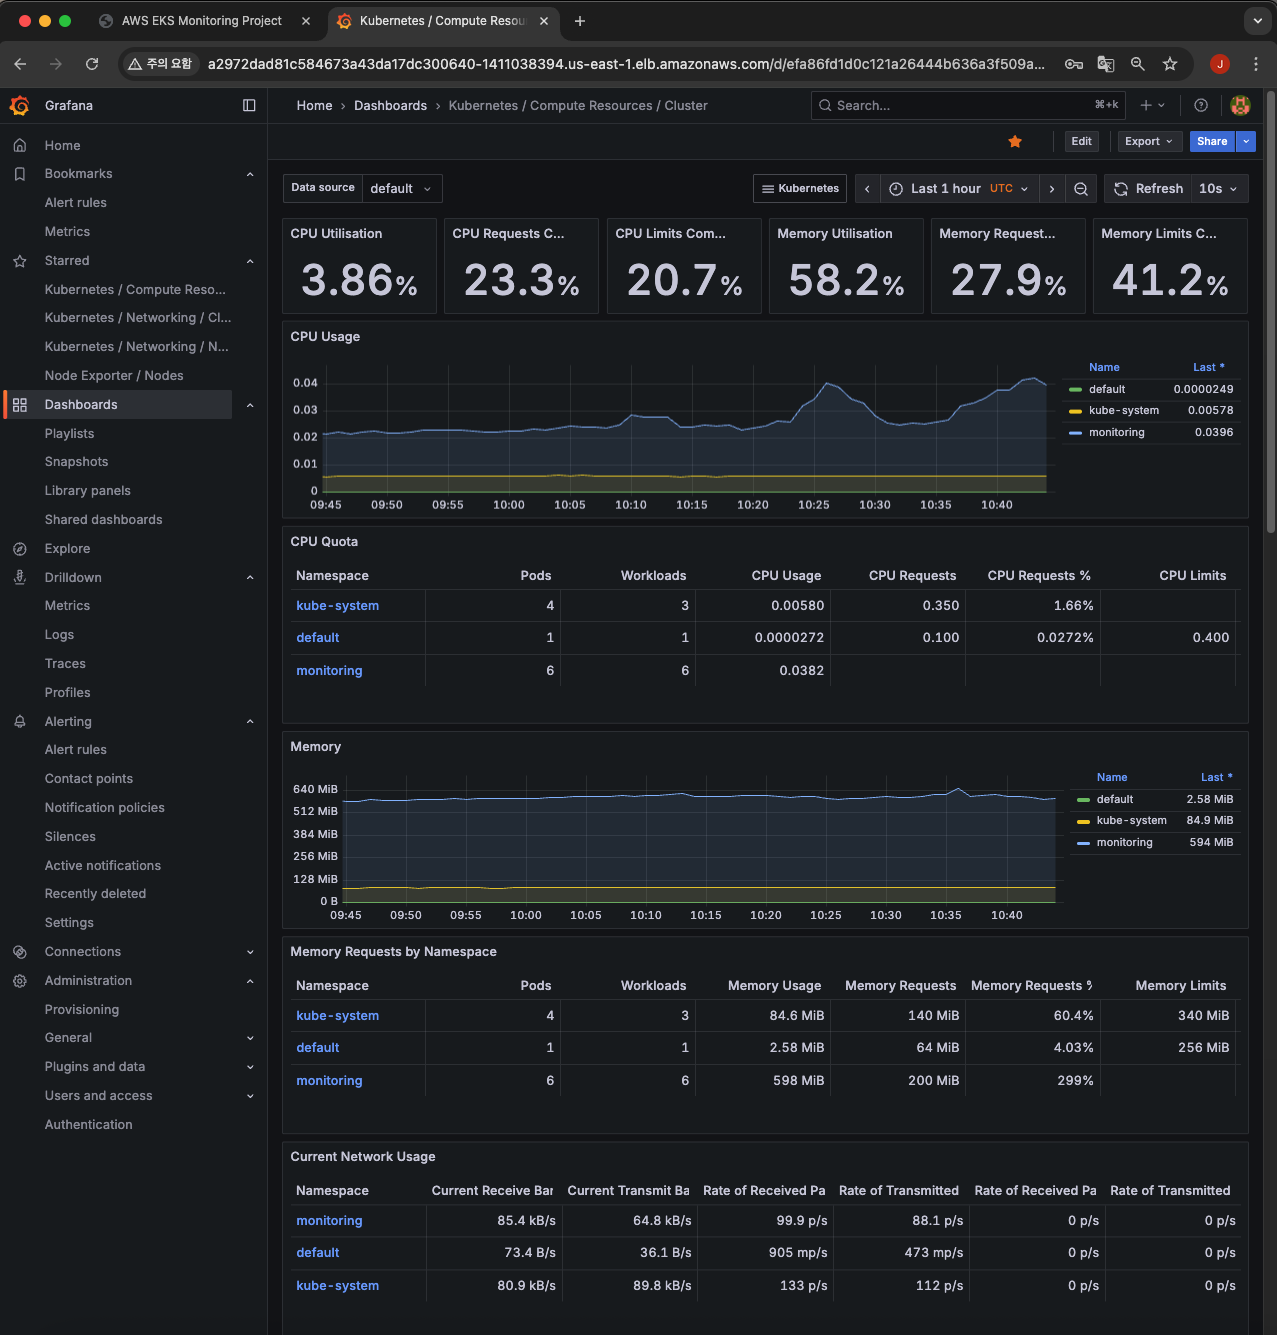 AWS EKS Monitoring Project
Kubernetes / Compute Resou
주의 요함
a2972dad81c584673a43da17dc300640-1411038394.us-east-1.elb.amazonaws.com/d/efa86fd1d0c121a26444b636a3f509a...
J
Grafana
Home › Dashboards › Kubernetes / Compute Resources / Cluster
Search...
⌘+k
Home
Bookmarks
Alert rules
Metrics
Starred
Kubernetes / Compute Reso...
Kubernetes / Networking / Cl...
Kubernetes / Networking / N...
Node Exporter / Nodes
Dashboards
Playlists
Snapshots
Library panels
Shared dashboards
Explore
Drilldown
Metrics
Logs
Traces
Profiles
Alerting
Alert rules
Contact points
Notification policies
Silences
Active notifications
Recently deleted
Settings
Connections
Administration
Provisioning
General
Plugins and data
Users and access
Authentication
Edit
Export
Share
Data source default
Kubernetes
Last 1 hour UTC
Refresh 10s
CPU Utilisation
3.86%
CPU Requests C...
23.3%
CPU Limits Com...
20.7%
Memory Utilisation
58.2%
Memory Request...
27.9%
Memory Limits C...
41.2%
CPU Usage
0.04
0.03
0.02
0.01
0
09:45 09:50 09:55 10:00 10:05 10:10 10:15 10:20 10:25 10:30 10:35 10:40
Name Last *
default 0.0000249
kube-system 0.00578
monitoring 0.0396
CPU Quota
Namespace Pods Workloads CPU Usage CPU Requests CPU Requests % CPU Limits
kube-system 4 3 0.00580 0.350 1.66%
default 1 1 0.0000272 0.100 0.0272% 0.400
monitoring 6 6 0.0382
Memory
640 MiB
512 MiB
384 MiB
256 MiB
128 MiB
0 B
09:45 09:50 09:55 10:00 10:05 10:10 10:15 10:20 10:25 10:30 10:35 10:40
Name Last *
default 2.58 MiB
kube-system 84.9 MiB
monitoring 594 MiB
Memory Requests by Namespace
Namespace Pods Workloads Memory Usage Memory Requests Memory Requests % Memory Limits
kube-system 4 3 84.6 MiB 140 MiB 60.4% 340 MiB
default 1 1 2.58 MiB 64 MiB 4.03% 256 MiB
monitoring 6 6 598 MiB 200 MiB 299%
Current Network Usage
Namespace Current Receive Bar Current Transmit Ba Rate of Received Pa Rate of Transmitted Rate of Received Pa Rate of Transmitted
monitoring 85.4 kB/s 64.8 kB/s 99.9 p/s 88.1 p/s 0 p/s 0 p/s
default 73.4 B/s 36.1 B/s 905 mp/s 473 mp/s 0 p/s 0 p/s
kube-system 80.9 kB/s 89.8 kB/s 133 p/s 112 p/s 0 p/s 0 p/s